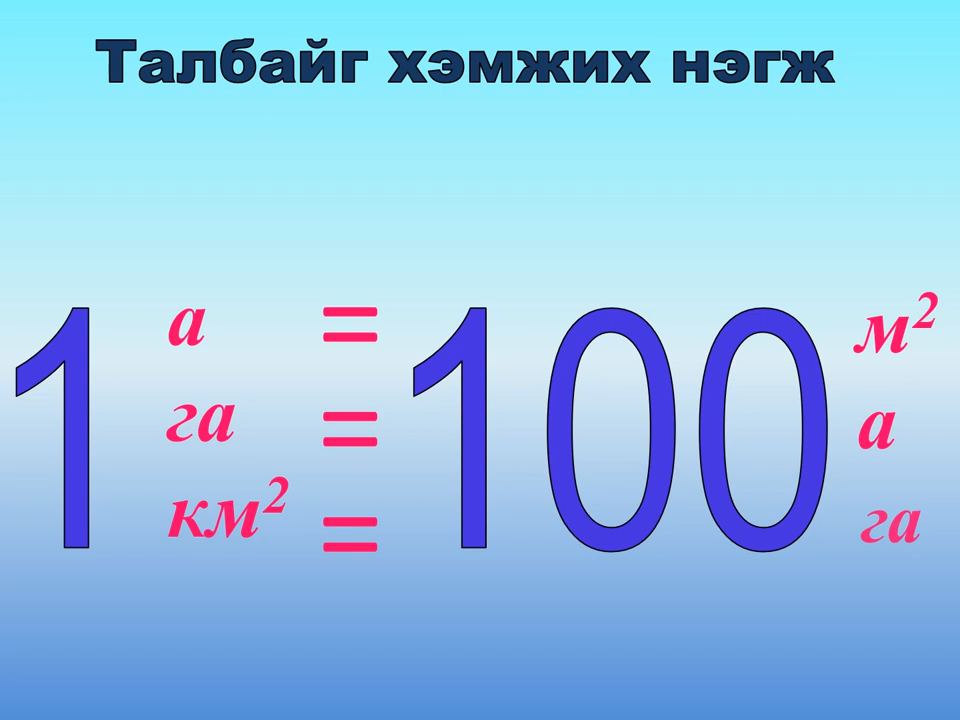 Талбайг хэмжих нэгж
1 а = 100 м²
га = а
км² = га